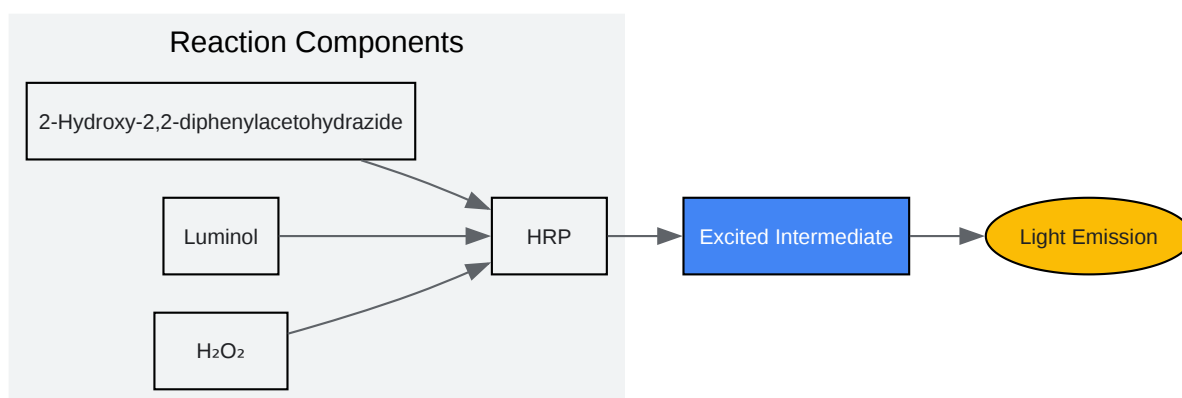 Reaction Components
2-Hydroxy-2,2-diphenylacetohydrazide
Luminol
HRP
Excited Intermediate
Light Emission
H₂O₂